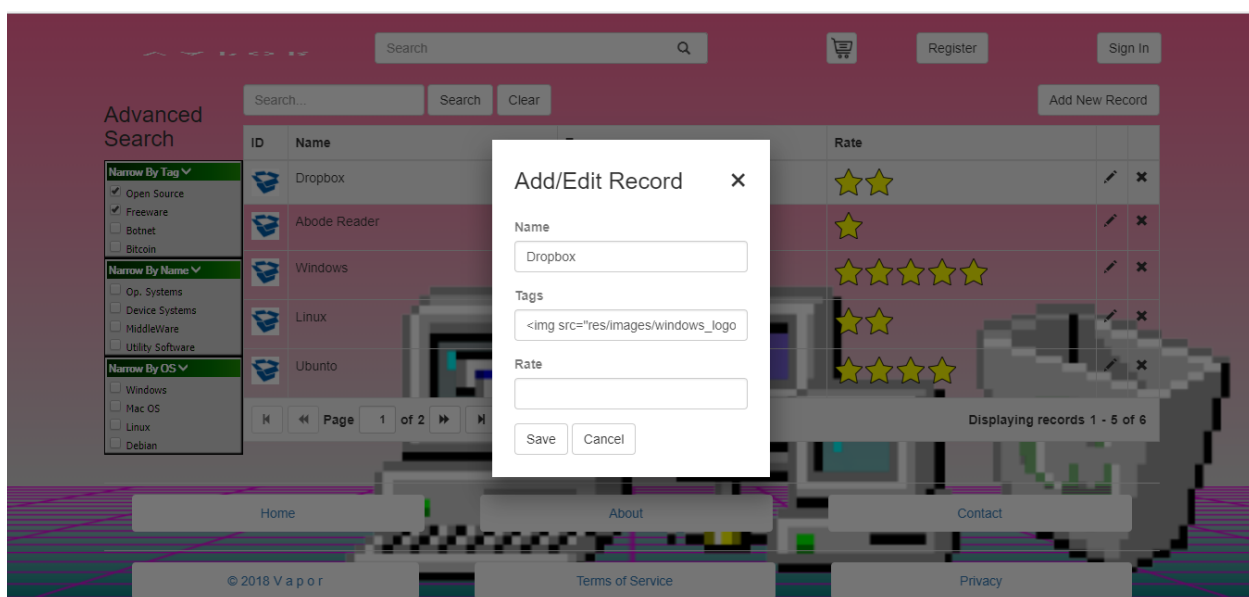 Search
Register
Sign In
Advanced
Search
Search...
Search
Clear
Add New Record
ID
Name
Rate
Narrow By Tag
Open Source
Freeware
Botnet
Bitcoin
Narrow By Name
Op. Systems
Device Systems
MiddleWare
Utility Software
Narrow By OS
Windows
Mac OS
Linux
Debian
Dropbox
Abode Reader
Windows
Linux
Ubunto
Page 1 of 2
Displaying records 1 - 5 of 6
Add/Edit Record
Name
Dropbox
Tags
<img src="res/images/windows_logo
Rate
Save
Cancel
Home
About
Contact
© 2018 V a p o r
Terms of Service
Privacy